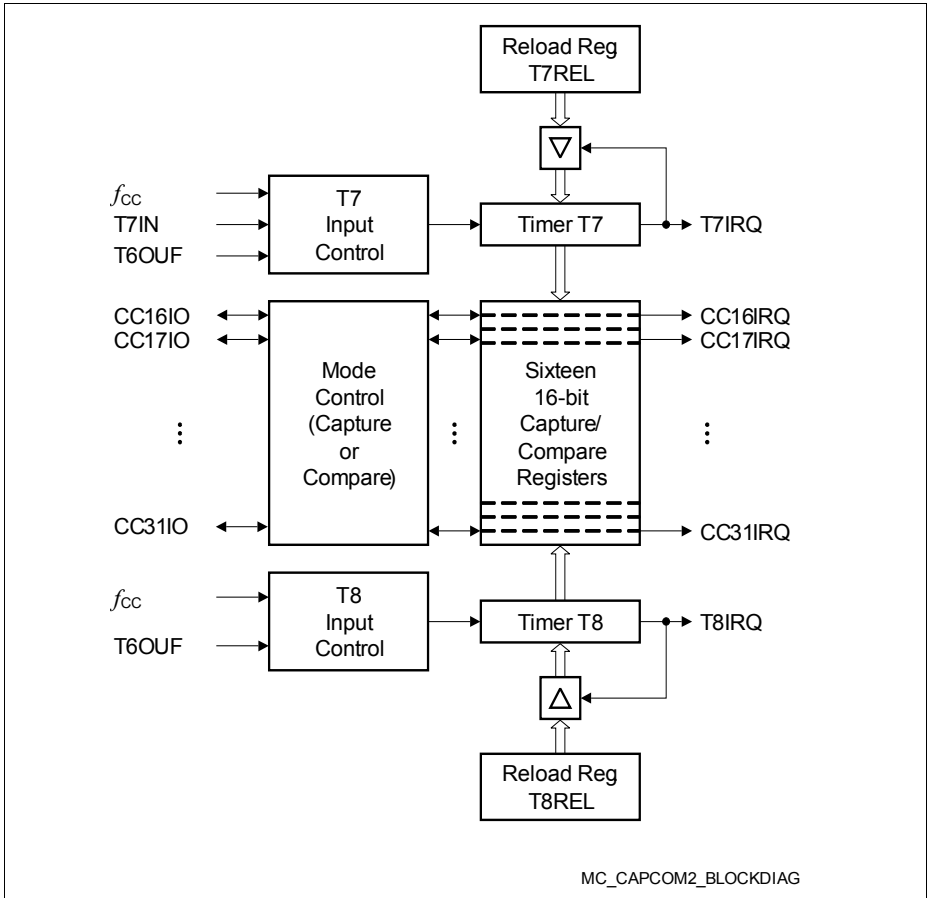 Reload Reg
T7REL
fCC
T7IN
T6OUF
T7
Input
Control
Timer T7
T7IRQ
CC16IO
CC17IO
CC31IO
Mode
Control
(Capture
or
Compare)
Sixteen
16-bit
Capture/
Compare
Registers
CC16IRQ
CC17IRQ
CC31IRQ
fCC
T6OUF
T8
Input
Control
Timer T8
T8IRQ
Reload Reg
T8REL
MC_CAPCOM2_BLOCKDIAG